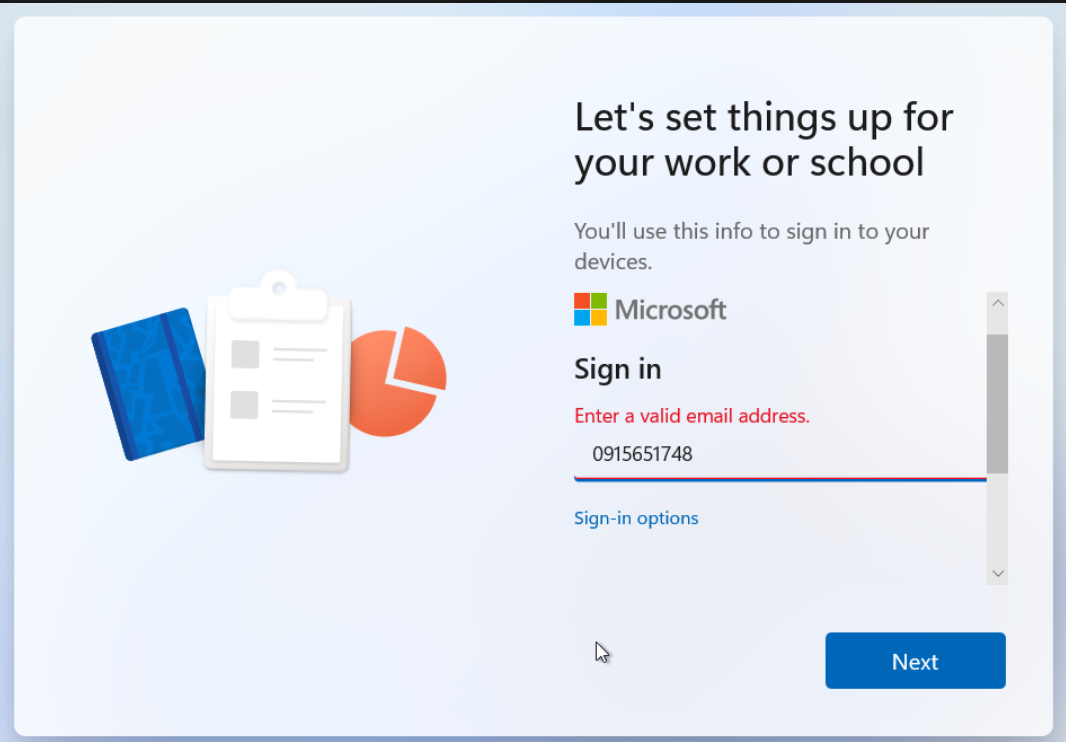 Let's set things up for
your work or school
You'll use this info to sign in to your
devices.
Microsoft
Sign in
Enter a valid email address.
0915651748
Sign-in options
Next